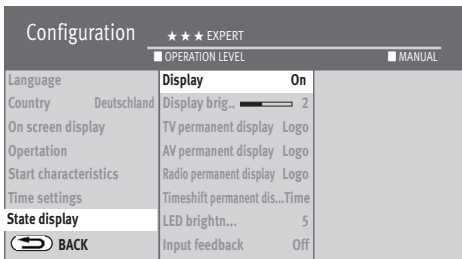 Configuration
★ ★ ★ EXPERT
OPERATION LEVEL
MANUAL
Language
Country Deutschland
On screen display
Opertation
Start characteristics
Time settings
State display
BACK
Display On
Display brig.. 2
TV permanent display Logo
AV permanent display Logo
Radio permanent display Logo
Timeshift permanent dis...Time
LED brightn... 5
Input feedback Off